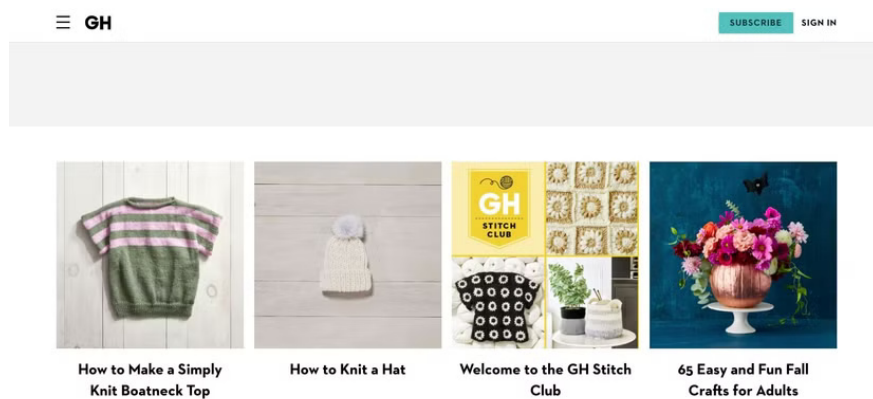 GH
SUBSCRIBE
SIGN IN
GH
STITCH
CLUB
How to Make a Simply
Knit Boatneck Top
How to Knit a Hat
Welcome to the GH Stitch
Club
65 Easy and Fun Fall
Crafts for Adults